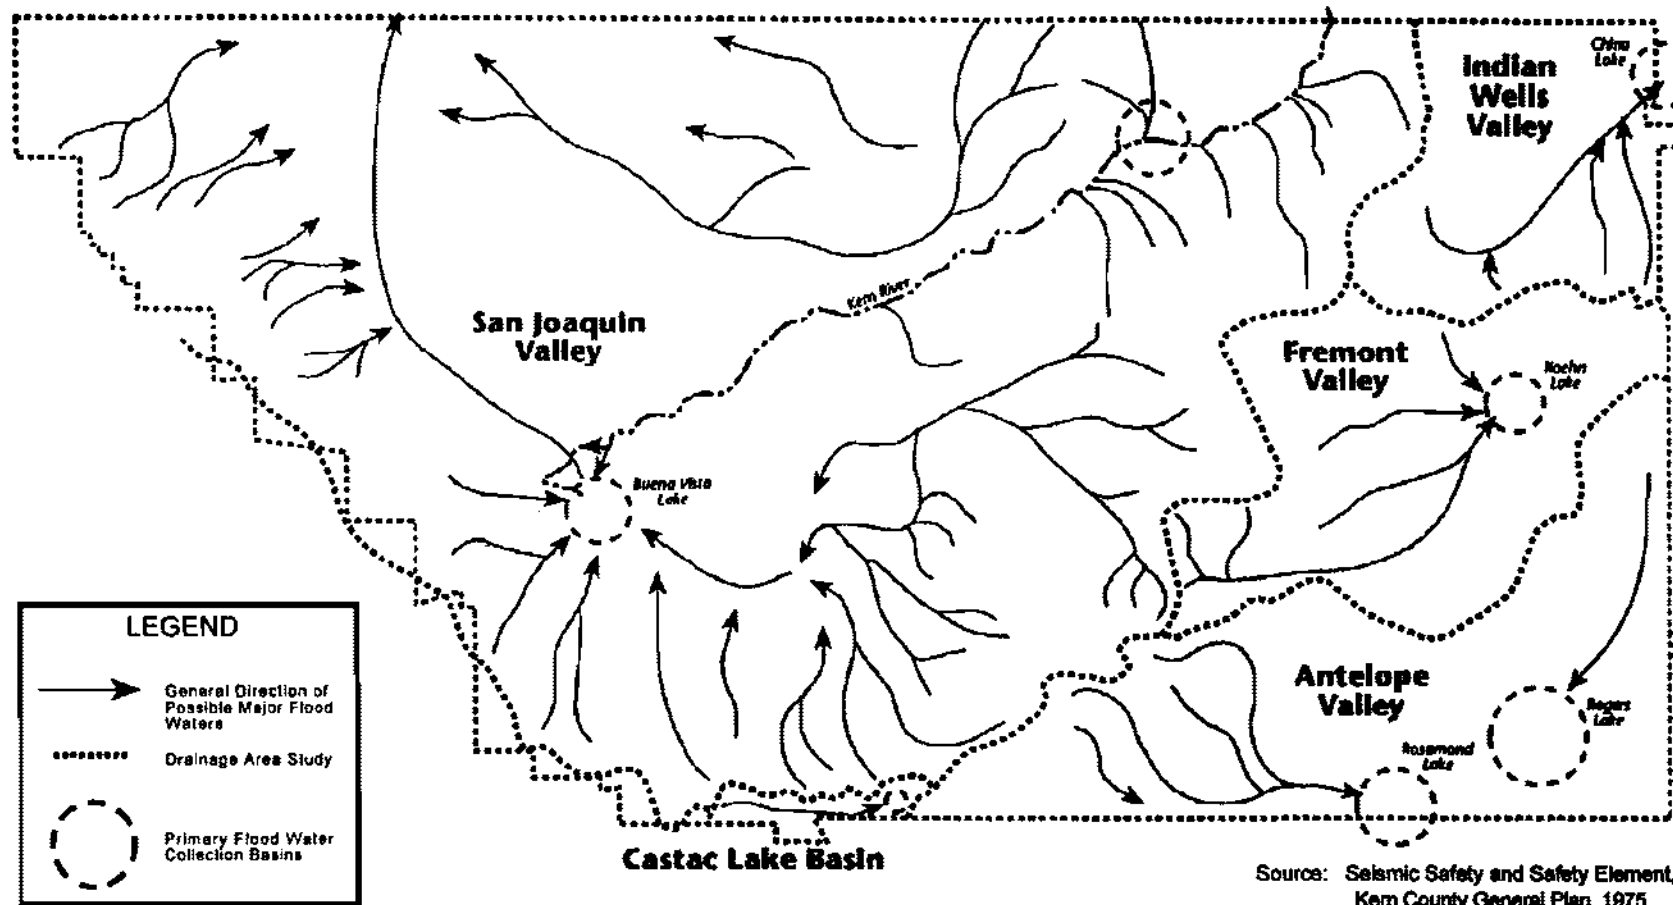 Indian
Wells
Valley
China
Lake
Kern River
San Joaquin
Valley
Fremont
Valley
Koehn
Lake
Buena Vista
Lake
Antelope
Valley
Rogers
Lake
Rosamond
Lake
Castac Lake Basin
LEGEND
General Direction of
Possible Major Flood
Waters
Drainage Area Study
Primary Flood Water
Collection Basins
Source: Seismic Safety and Safety Element,
Kern County General Plan, 1975